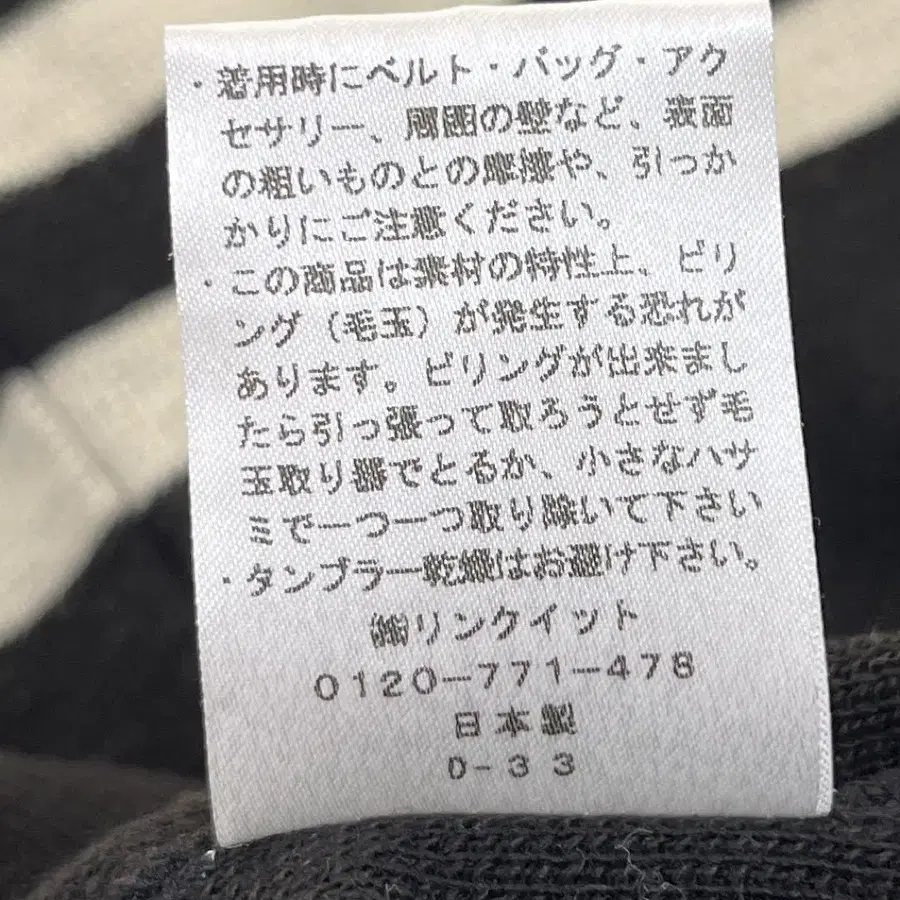 ・着用時にベルト・バッグ・アク
セサリー、周囲の壁など、表面
の粗いものとの摩擦や、引っか
かりにご注意ください。
・この商品は素材の特性上、ピリ
ング（毛玉）が発生する恐れが
あります。ピリングが出来まし
たら引っ張って取ろうとせず毛
玉取り器でとるか、小さなハサ
ミで一つ一つ取り除いて下さい
・タンブラー乾燥はお避け下さい。
㈱リンクイット
0120-771-478
日本製
D-33